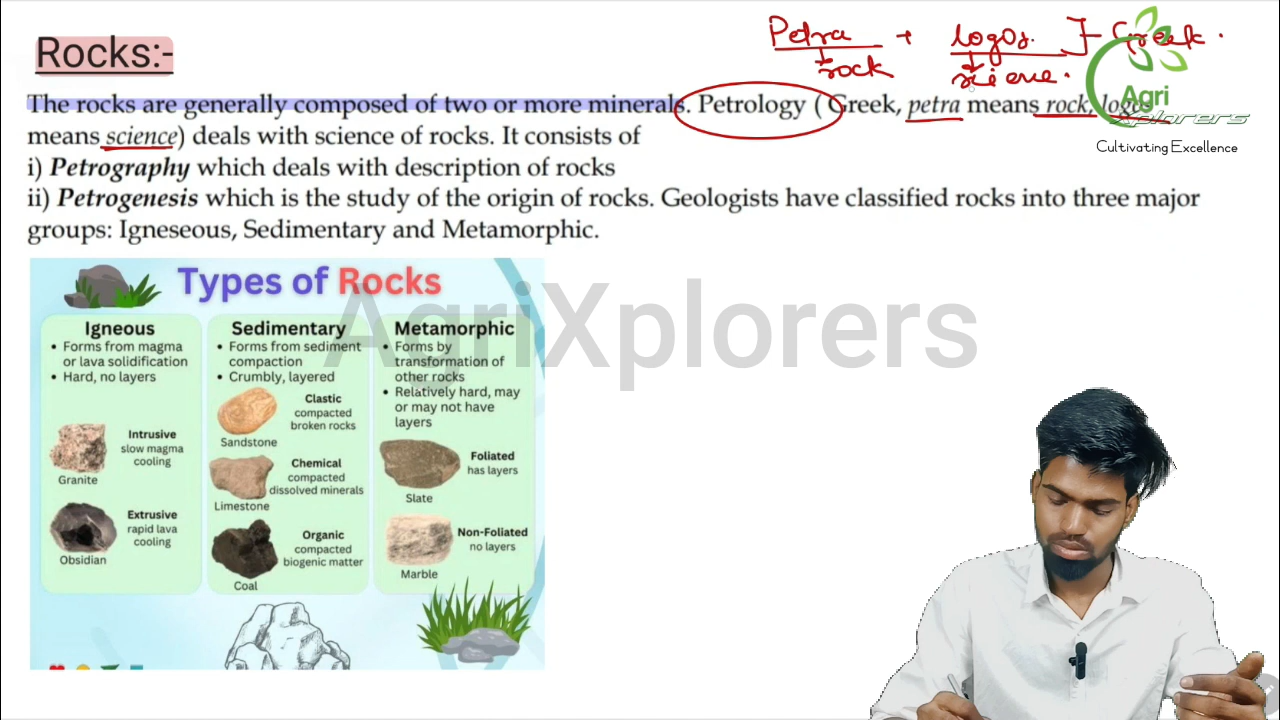 Petra + logos. ]- Greek.
rock science.
Rocks:-
The rocks are generally composed of two or more minerals. Petrology ( Greek, petra means rock, logos
means science) deals with science of rocks. It consists of
i) Petrography which deals with description of rocks
ii) Petrogenesis which is the study of the origin of rocks. Geologists have classified rocks into three major
groups: Igneseous, Sedimentary and Metamorphic.
Agri
Xplorers
Cultivating Excellence
AgriXplorers
Types of Rocks
Igneous
• Forms from magma
or lava solidification
• Hard, no layers
Intrusive
slow magma
cooling
Granite
Extrusive
rapid lava
cooling
Obsidian
Sedimentary
• Forms from sediment
compaction
• Crumbly, layered
Clastic
compacted
broken rocks
Sandstone
Chemical
compacted
dissolved minerals
Limestone
Organic
compacted
biogenic matter
Coal
Metamorphic
• Forms by
transformation of
other rocks
• Relatively hard, may
or may not have
layers
Foliated
has layers
Slate
Non-Foliated
no layers
Marble